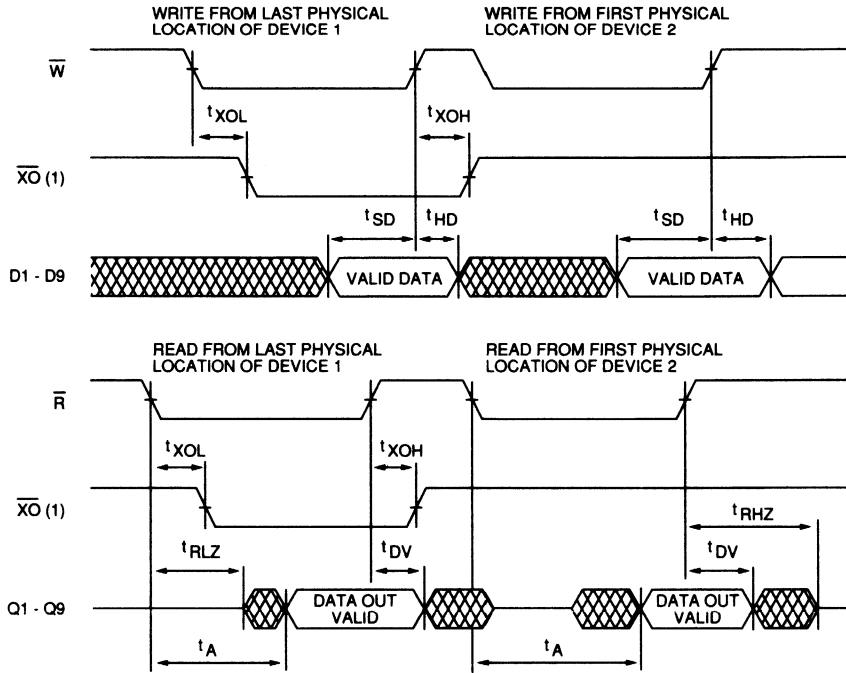 WRITE FROM LAST PHYSICAL
LOCATION OF DEVICE 1
WRITE FROM FIRST PHYSICAL
LOCATION OF DEVICE 2
W̅
tXOL
tXOH
X̅O̅ (1)
tSD
tHD
tSD
tHD
D1 - D9
VALID DATA
VALID DATA
READ FROM LAST PHYSICAL
LOCATION OF DEVICE 1
READ FROM FIRST PHYSICAL
LOCATION OF DEVICE 2
R̅
tXOL
tXOH
X̅O̅ (1)
tRHZ
tRLZ
tDV
tDV
Q1 - Q9
DATA OUT
VALID
DATA OUT
VALID
tA
tA